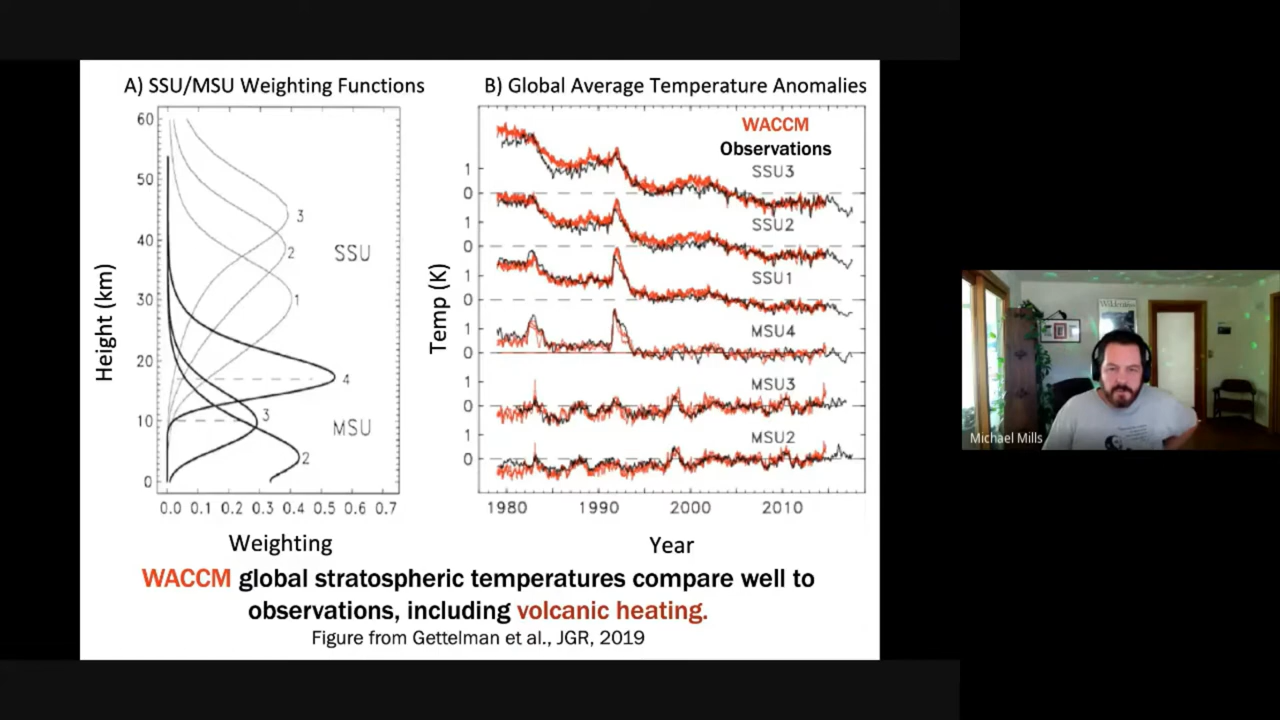 A) SSU/MSU Weighting Functions
60
50
40
30
20
10
0
Height (km)
3
2
1
SSU
4
3
MSU
2
0.0 0.1 0.2 0.3 0.4 0.5 0.6 0.7
Weighting
B) Global Average Temperature Anomalies
WACCM
Observations
Temp (K)
1
SSU3
0
1
SSU2
0
1
SSU1
0
1
MSU4
0
1
MSU3
0
1
MSU2
0
1980 1990 2000 2010
Year
WACCM global stratospheric temperatures compare well to
observations, including volcanic heating.
Figure from Gettelman et al., JGR, 2019
Wilderness
Michael Mills